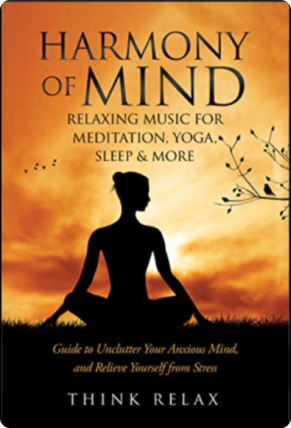 HARMONY
OF MIND
RELAXING MUSIC FOR
MEDITATION, YOGA,
SLEEP & MORE
Guide to Unclutter Your Anxious Mind,
and Relieve Yourself from Stress
THINK RELAX